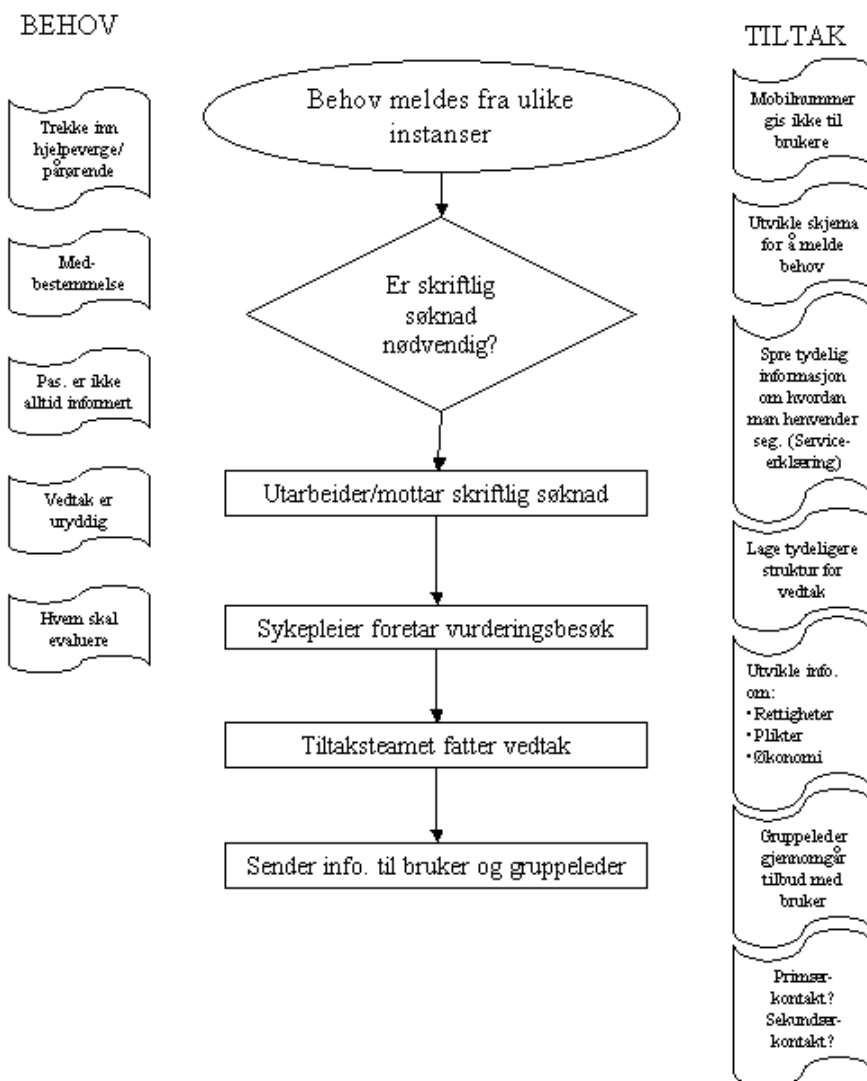 BEHOV
Trekke inn
hjelpeverge/
pårørende
Med-
bestemmelse
Pas. er ikke
alltid informert
Vedtak er
uryddig
Hvem skal
evaluere
Behov meldes fra ulike
instanser
Er skriftlig
søknad
nødvendig?
Utarbeider/mottar skriftlig søknad
Sykepleier foretar vurderingsbesøk
Tiltaksteamet fatter vedtak
Sender info. til bruker og gruppeleder
TILTAK
Mobilnummer
gis ikke til
brukere
Utvikle skjema
for å melde
behov
Spre tydelig
informasjon
om hvordan
man henvender
seg. (Service-
erklæring)
Lage tydeligere
struktur for
vedtak
Utvikle info.
om:
• Rettigheter
• Plikter
• Økonomi
Gruppeleder
gjennomgår
tilbud med
bruker
Primær-
kontakt?
Sekundær-
kontakt?